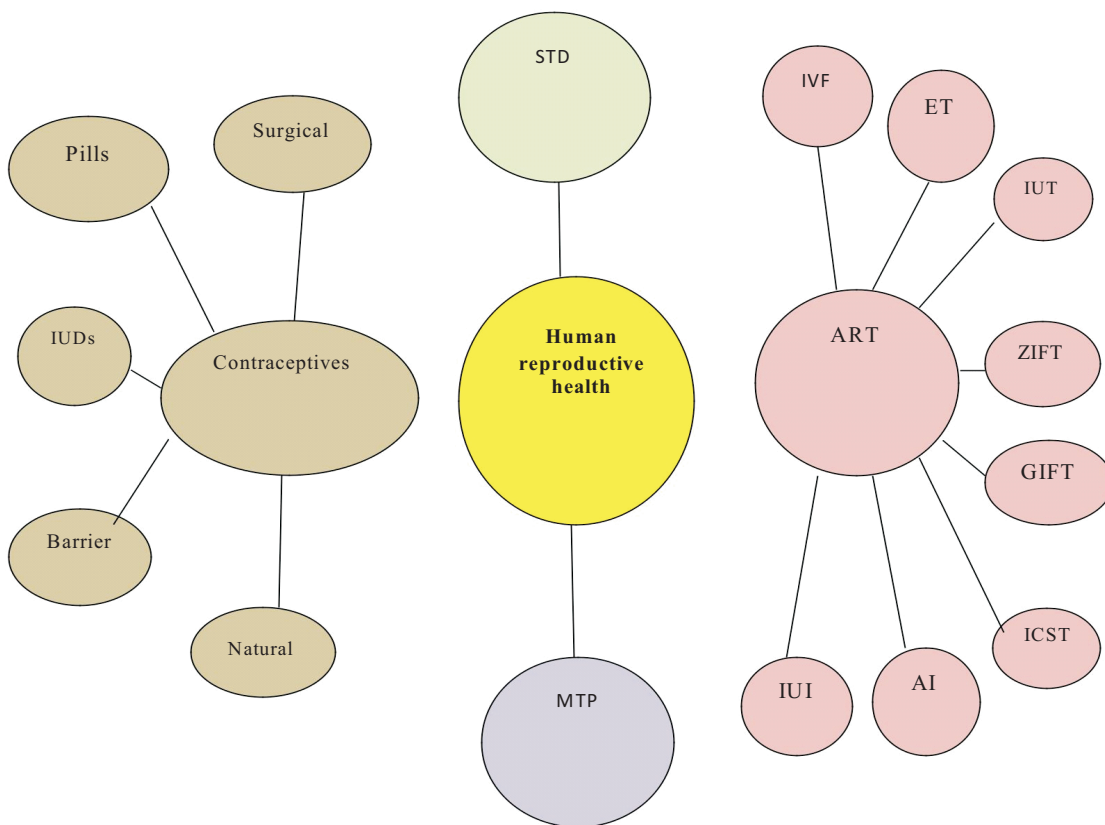 STD
IVF
ET
IUT
Pills
Surgical
IUDs
Contraceptives
Human
reproductive
health
ART
ZIFT
GIFT
Barrier
Natural
MTP
IUI
AI
ICST